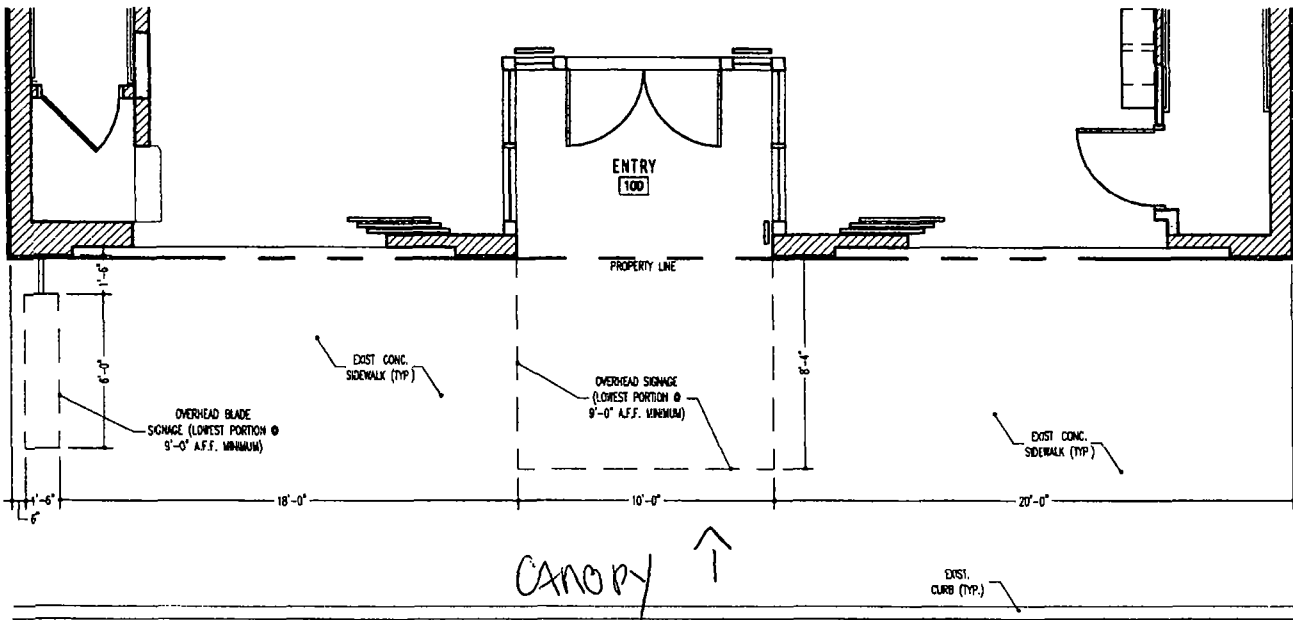 ENTRY
100
PROPERTY LINE
1'-6"
6'-0"
EXIST CONC.
SIDEWALK (TYP)
OVERHEAD SIGNAGE
(LOWEST PORTION @
9'-0" A.F.F. MINIMUM)
8'-4"
OVERHEAD BLADE
SIGNAGE (LOWEST PORTION @
9'-0" A.F.F. MINIMUM)
EXIST CONC.
SIDEWALK (TYP)
1'-6"
18'-0"
10'-0"
20'-0"
6"
CANOPY
EXIST.
CURB (TYP.)